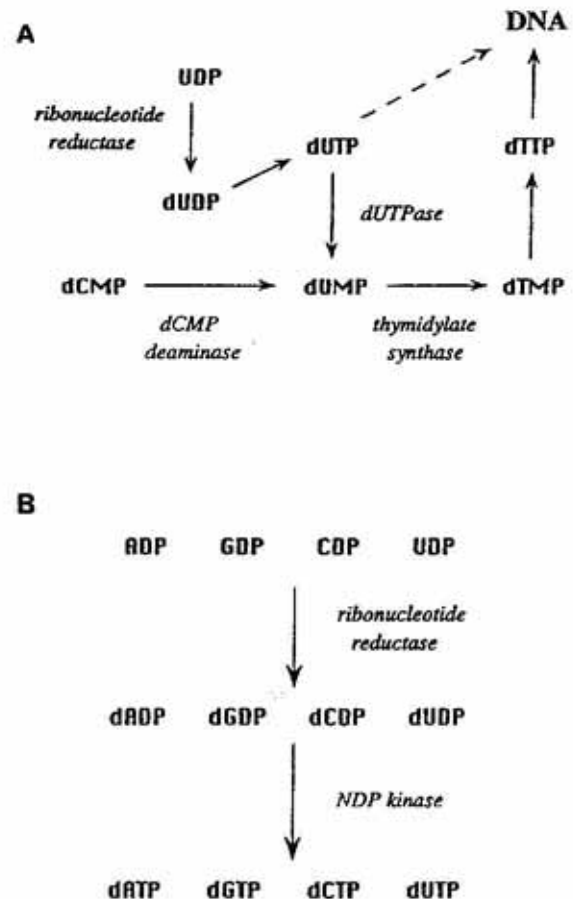 A
DNA
UDP
ribonucleotide
reductase
dUTP
dTTP
dUDP
dUTPase
dCMP
dUMP
dTMP
dCMP
deaminase
thymidylate
synthase
B
ADP GDP CDP UDP
ribonucleotide
reductase
dADP dGDP dCDP dUDP
NDP kinase
dATP dGTP dCTP dUTP